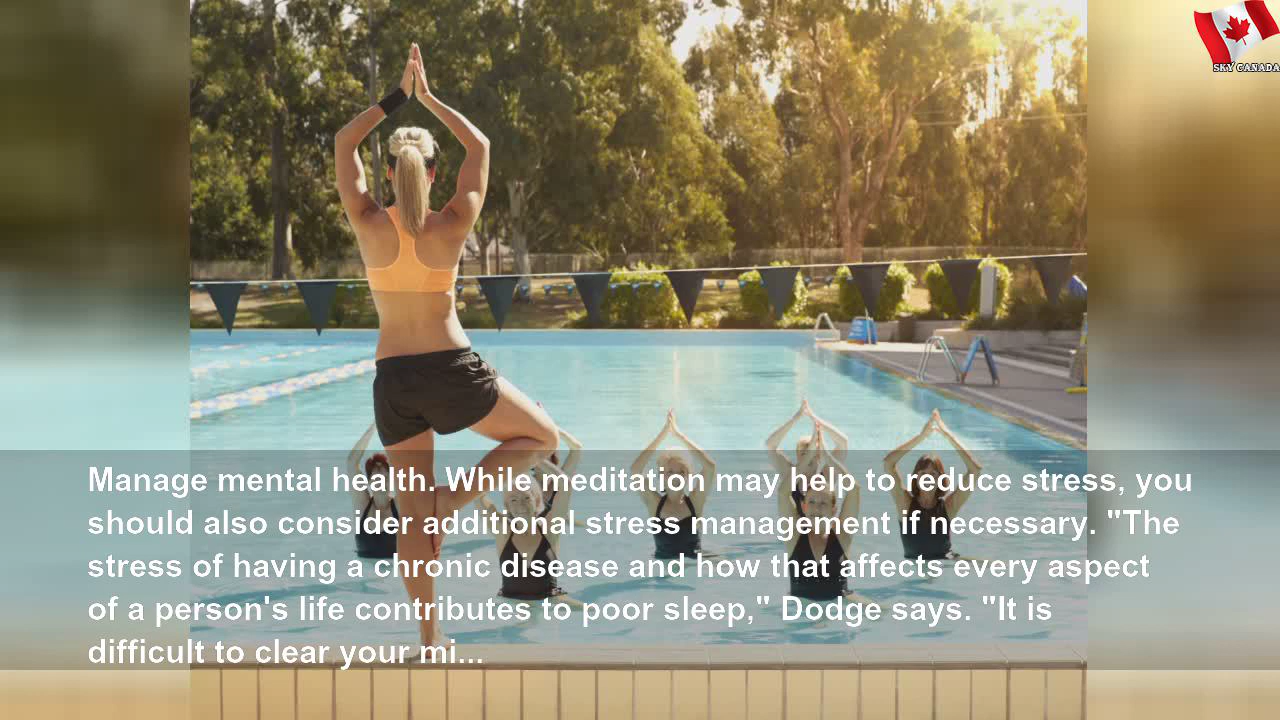 SKY CANADA
Manage mental health. While meditation may help to reduce stress, you
should also consider additional stress management if necessary. "The
stress of having a chronic disease and how that affects every aspect
of a person's life contributes to poor sleep," Dodge says. "It is
difficult to clear your mi...